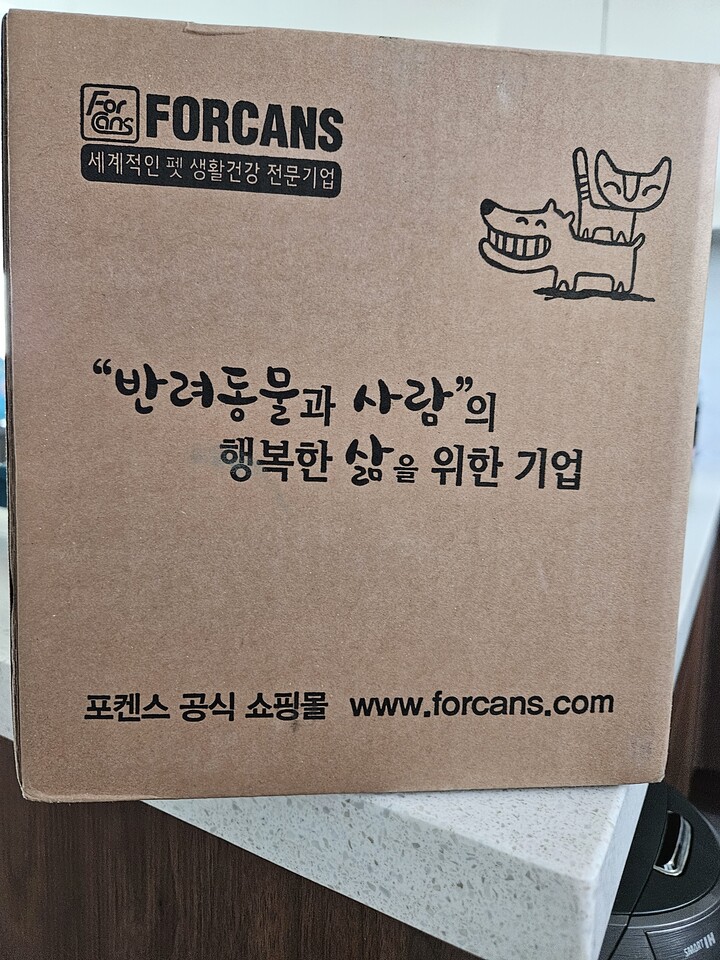 For
cans
FORCANS
세계적인 펫 생활건강 전문기업
“반려동물과 사람”의
행복한 삶을 위한 기업
포켄스 공식 쇼핑몰 www.forcans.com
SMART IH